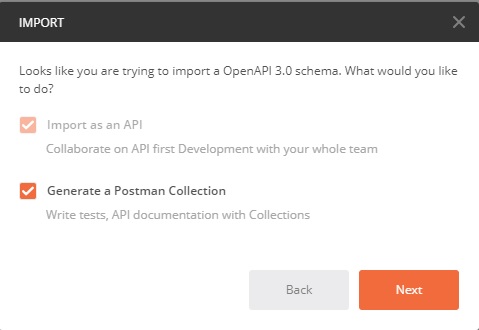 IMPORT
Looks like you are trying to import a OpenAPI 3.0 schema. What would you like
to do?
Import as an API
Collaborate on API first Development with your whole team
Generate a Postman Collection
Write tests, API documentation with Collections
Back
Next